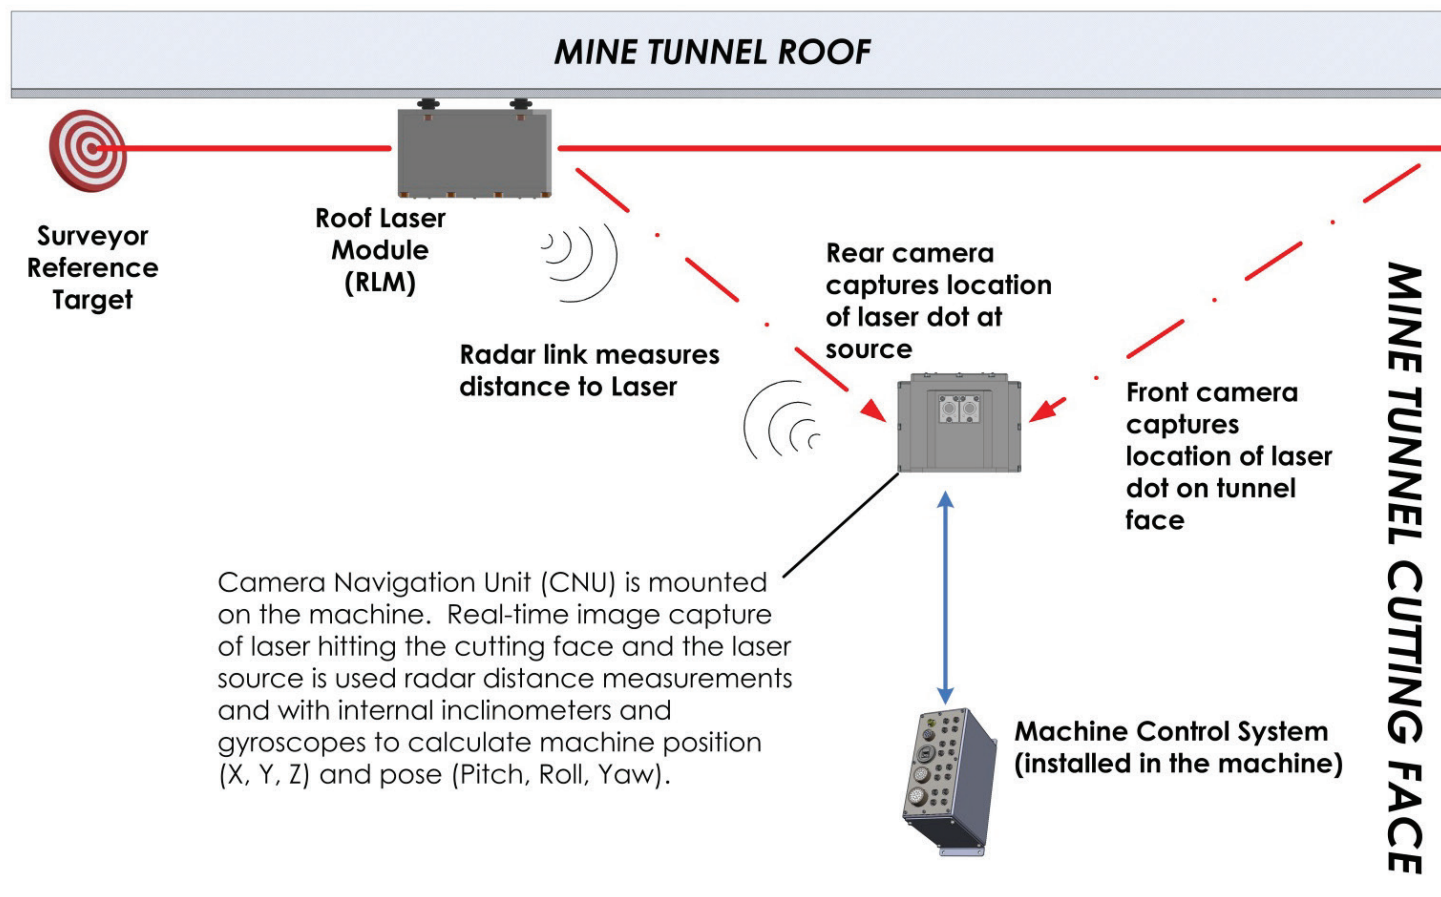 MINE TUNNEL ROOF
Surveyor
Reference
Target
Roof Laser
Module
(RLM)
Radar link measures
distance to Laser
Rear camera
captures location
of laser dot at
source
Front camera
captures
location of laser
dot on tunnel
face
MINE TUNNEL CUTTING FACE
Camera Navigation Unit (CNU) is mounted
on the machine.  Real-time image capture
of laser hitting the cutting face and the laser
source is used radar distance measurements
and with internal inclinometers and
gyroscopes to calculate machine position
(X, Y, Z) and pose (Pitch, Roll, Yaw).
Machine Control System
(installed in the machine)